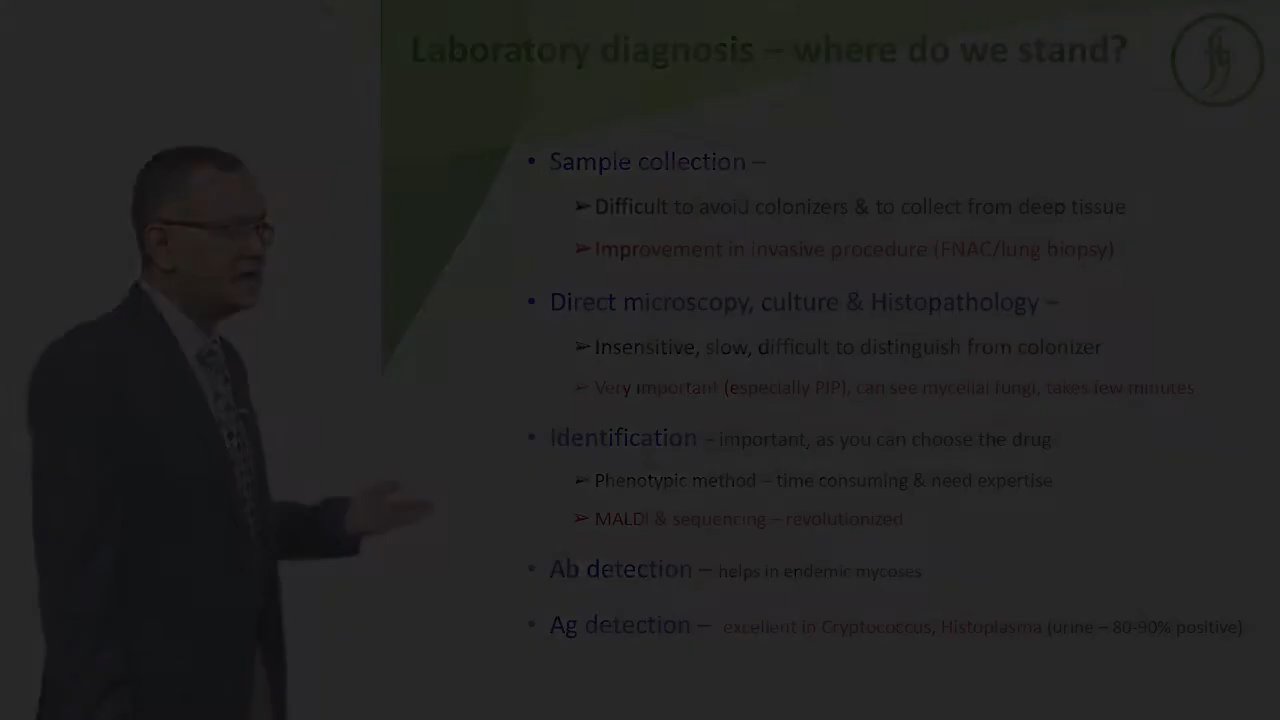 Laboratory diagnosis – where do we stand?
• Sample collection –
➢ Difficult to avoid colonizers & to collect from deep tissue
➢ Improvement in invasive procedure (FNAC/lung biopsy)
• Direct microscopy, culture & Histopathology –
➢ Insensitive, slow, difficult to distinguish from colonizer
➢ Very important (especially PJP), can see mycelial fungi, takes few minutes
• Identification – important, as you can choose the drug
➢ Phenotypic method – time consuming & need expertise
➢ MALDI & sequencing – revolutionized
• Ab detection – helps in endemic mycoses
• Ag detection – excellent in Cryptococcus, Histoplasma (urine – 80-90% positive)